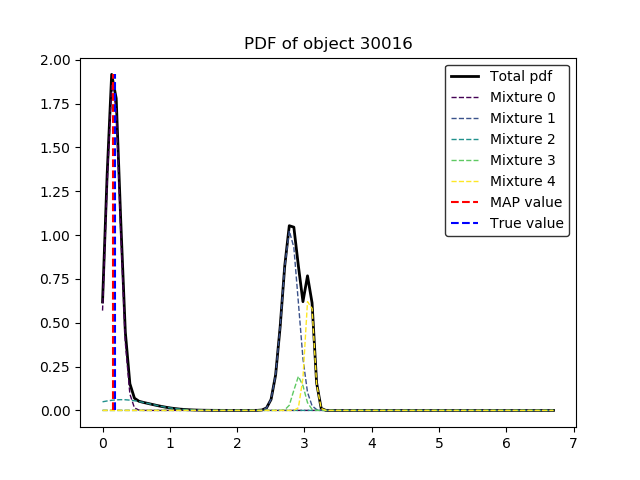 PDF of object 30016
2.00
1.75
1.50
1.25
1.00
0.75
0.50
0.25
0.00
Total pdf
Mixture 0
Mixture 1
Mixture 2
Mixture 3
Mixture 4
MAP value
True value
0 1 2 3 4 5 6 7